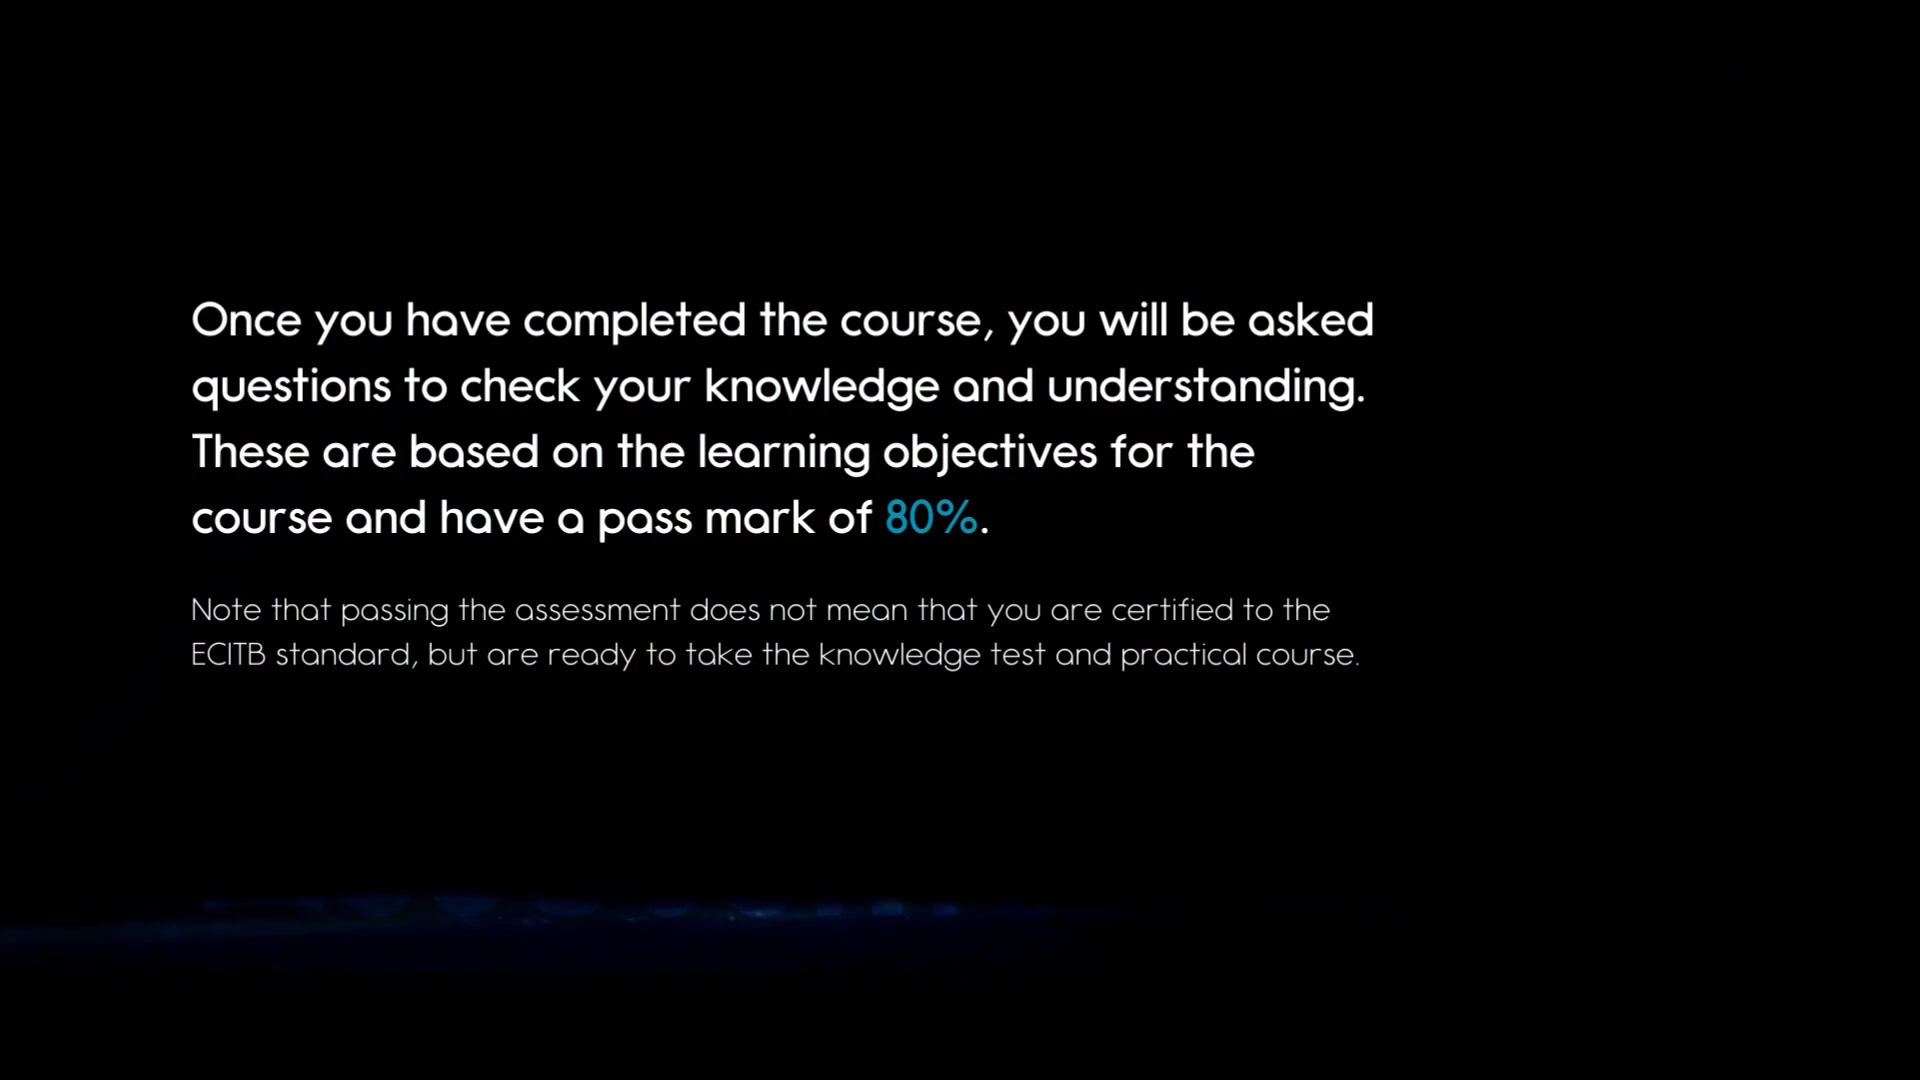 Once you have completed the course, you will be asked
questions to check your knowledge and understanding.
These are based on the learning objectives for the
course and have a pass mark of 80%.
Note that passing the assessment does not mean that you are certified to the
ECITB standard, but are ready to take the knowledge test and practical course.